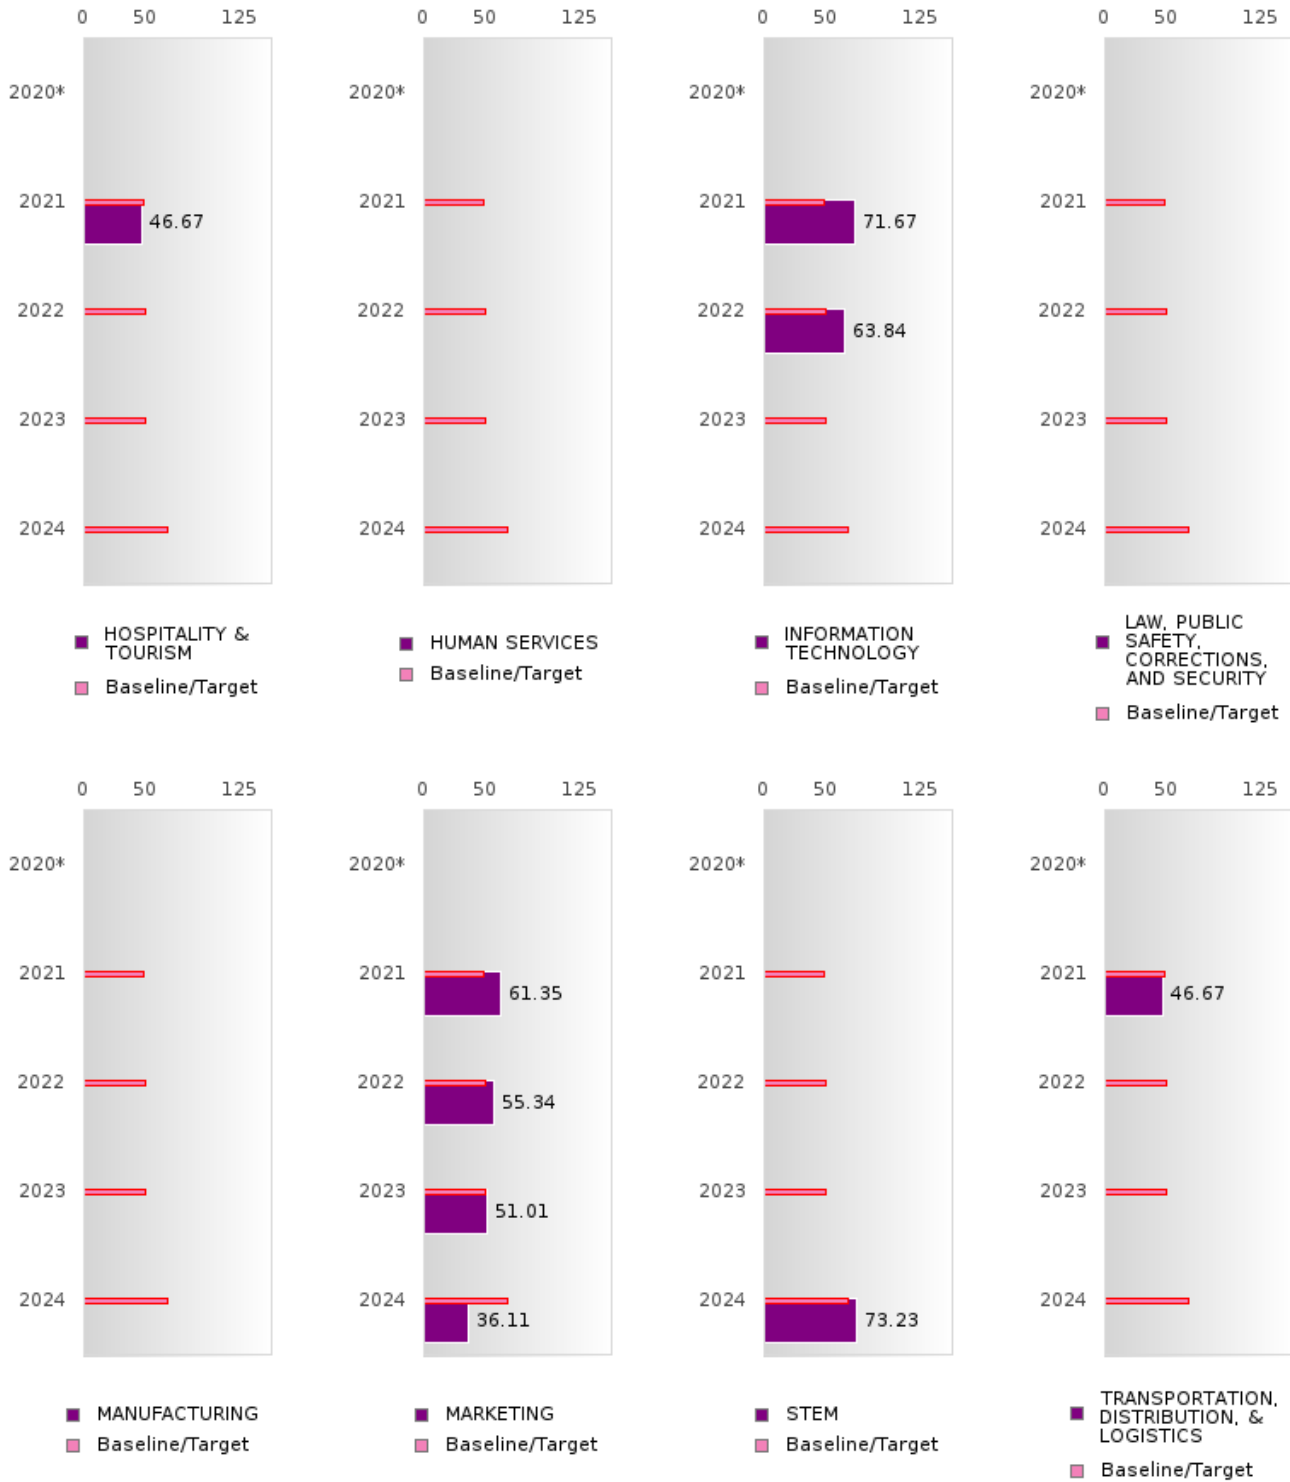 0 50 125
2020*
2021
46.67
2022
2023
2024
HOSPITALITY &
TOURISM
Baseline/Target
0 50 125
2020*
2021
2022
2023
2024
HUMAN SERVICES
Baseline/Target
0 50 125
2020*
2021
71.67
2022
63.84
2023
2024
INFORMATION
TECHNOLOGY
Baseline/Target
0 50 125
2020*
2021
2022
2023
2024
LAW, PUBLIC
SAFETY,
CORRECTIONS,
AND SECURITY
Baseline/Target
0 50 125
2020*
2021
2022
2023
2024
MANUFACTURING
Baseline/Target
0 50 125
2020*
2021
61.35
2022
55.34
2023
51.01
2024
36.11
MARKETING
Baseline/Target
0 50 125
2020*
2021
2022
2023
2024
73.23
STEM
Baseline/Target
0 50 125
2020*
2021
46.67
2022
2023
2024
TRANSPORTATION,
DISTRIBUTION, &
LOGISTICS
Baseline/Target